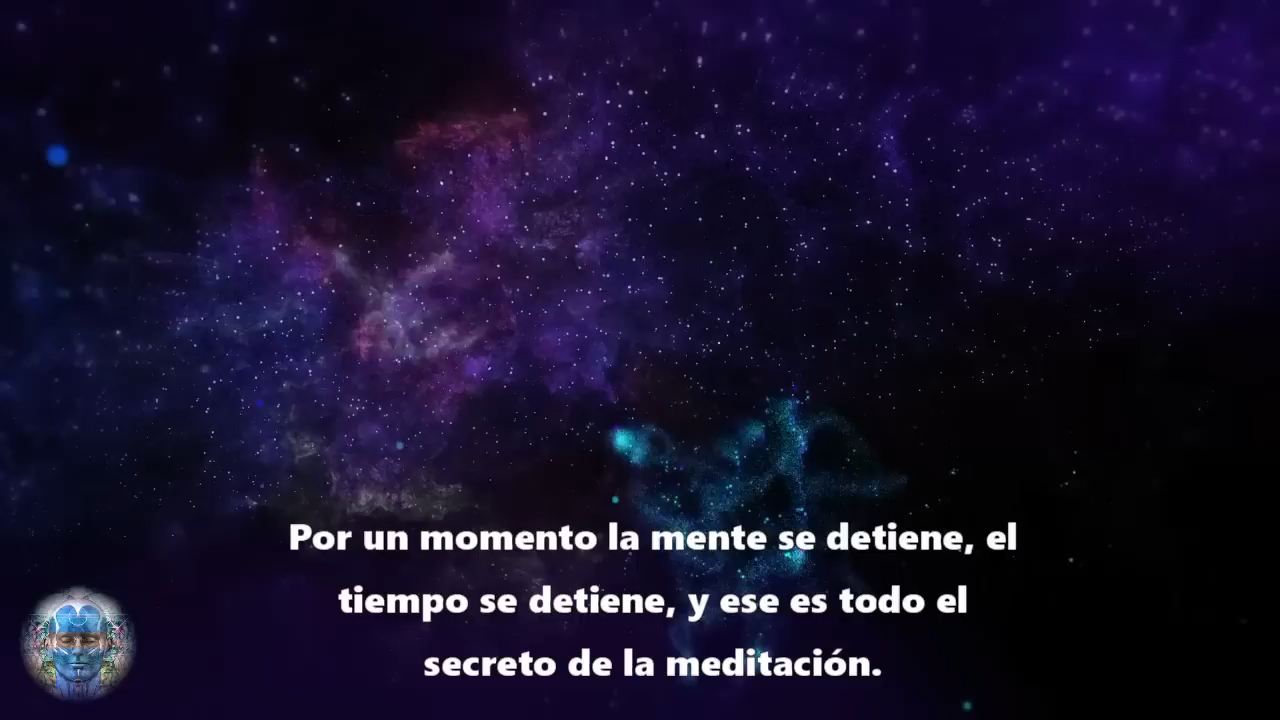 Por un momento la mente se detiene, el
tiempo se detiene, y ese es todo el
secreto de la meditación.